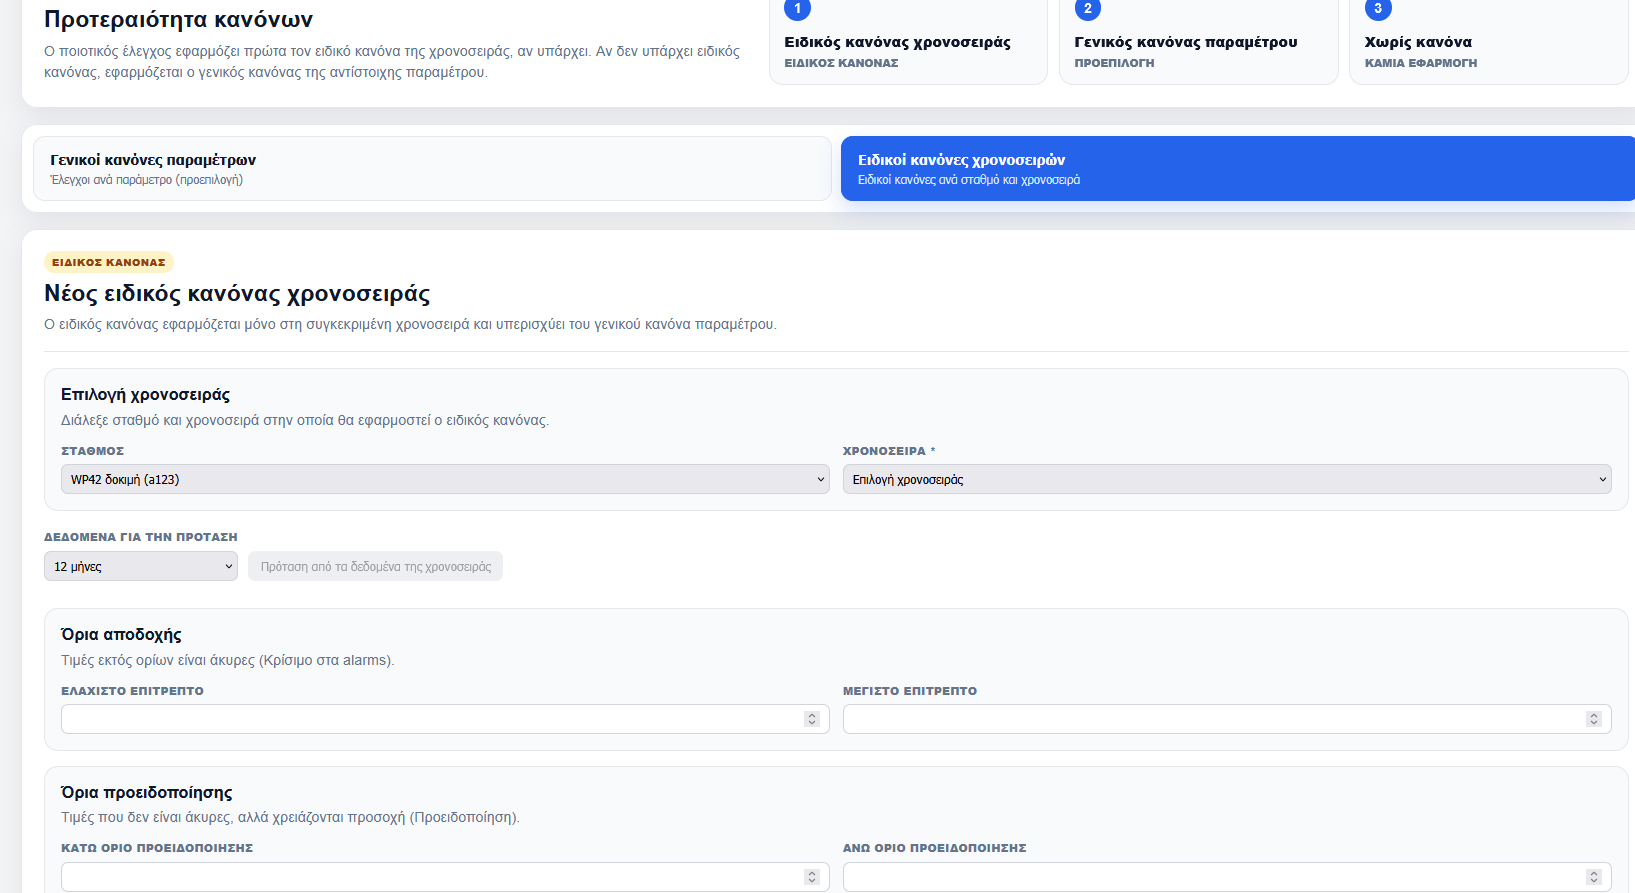 Προτεραιότητα κανόνων
Ο ποιοτικός έλεγχος εφαρμόζει πρώτα τον ειδικό κανόνα της χρονοσειράς, αν υπάρχει. Αν δεν υπάρχει ειδικός
κανόνας, εφαρμόζεται ο γενικός κανόνας της αντίστοιχης παραμέτρου.
1
Ειδικός κανόνας χρονοσειράς
ΕΙΔΙΚΟΣ ΚΑΝΟΝΑΣ
2
Γενικός κανόνας παραμέτρου
ΠΡΟΕΠΙΛΟΓΗ
3
Χωρίς κανόνα
ΚΑΜΙΑ ΕΦΑΡΜΟΓΗ
Γενικοί κανόνες παραμέτρων
Έλεγχοι ανά παράμετρο (προεπιλογή)
Ειδικοί κανόνες χρονοσειρών
Ειδικοί κανόνες ανά σταθμό και χρονοσειρά
ΕΙΔΙΚΟΣ ΚΑΝΟΝΑΣ
Νέος ειδικός κανόνας χρονοσειράς
Ο ειδικός κανόνας εφαρμόζεται μόνο στη συγκεκριμένη χρονοσειρά και υπερισχύει του γενικού κανόνα παραμέτρου.
Επιλογή χρονοσειράς
Διάλεξε σταθμό και χρονοσειρά στην οποία θα εφαρμοστεί ο ειδικός κανόνας.
ΣΤΑΘΜΟΣ
WP42 δοκιμή (a123)
ΧΡΟΝΟΣΕΙΡΑ *
Επιλογή χρονοσειράς
ΔΕΔΟΜΕΝΑ ΓΙΑ ΤΗΝ ΠΡΟΤΑΣΗ
12 μήνες
Πρόταση από τα δεδομένα της χρονοσειράς
Όρια αποδοχής
Τιμές εκτός ορίων είναι άκυρες (Κρίσιμο στα alarms).
ΕΛΑΧΙΣΤΟ ΕΠΙΤΡΕΠΤΟ
ΜΕΓΙΣΤΟ ΕΠΙΤΡΕΠΤΟ
Όρια προειδοποίησης
Τιμές που δεν είναι άκυρες, αλλά χρειάζονται προσοχή (Προειδοποίηση).
ΚΑΤΩ ΟΡΙΟ ΠΡΟΕΙΔΟΠΟΙΗΣΗΣ
ΑΝΩ ΟΡΙΟ ΠΡΟΕΙΔΟΠΟΙΗΣΗΣ